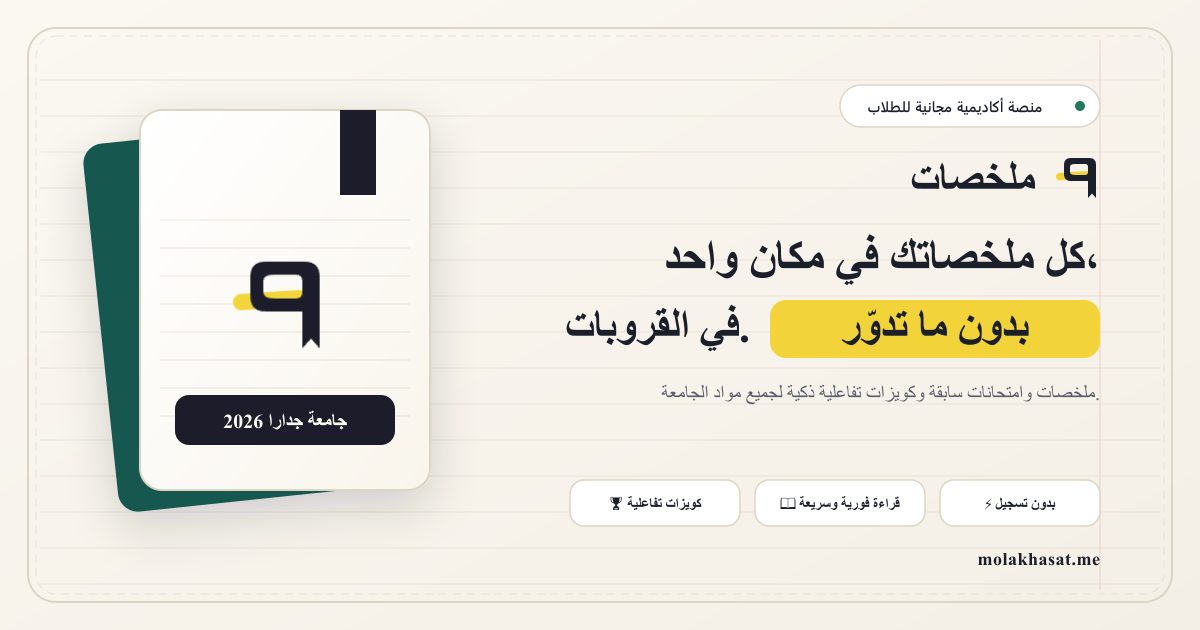 منصة أكاديمية مجانية للطلاب
ملخصات
كل ملخصاتك في مكان واحد،
بدون ما تدوّر في القروبات.
ملخصات وامتحانات سابقة وكويزات تفاعلية ذكية لجميع مواد الجامعة.
بدون تسجيل ⚡
قراءة فورية وسريعة 📖
كويزات تفاعلية 🏆
molakhasat.me
جامعة جدارا 2026